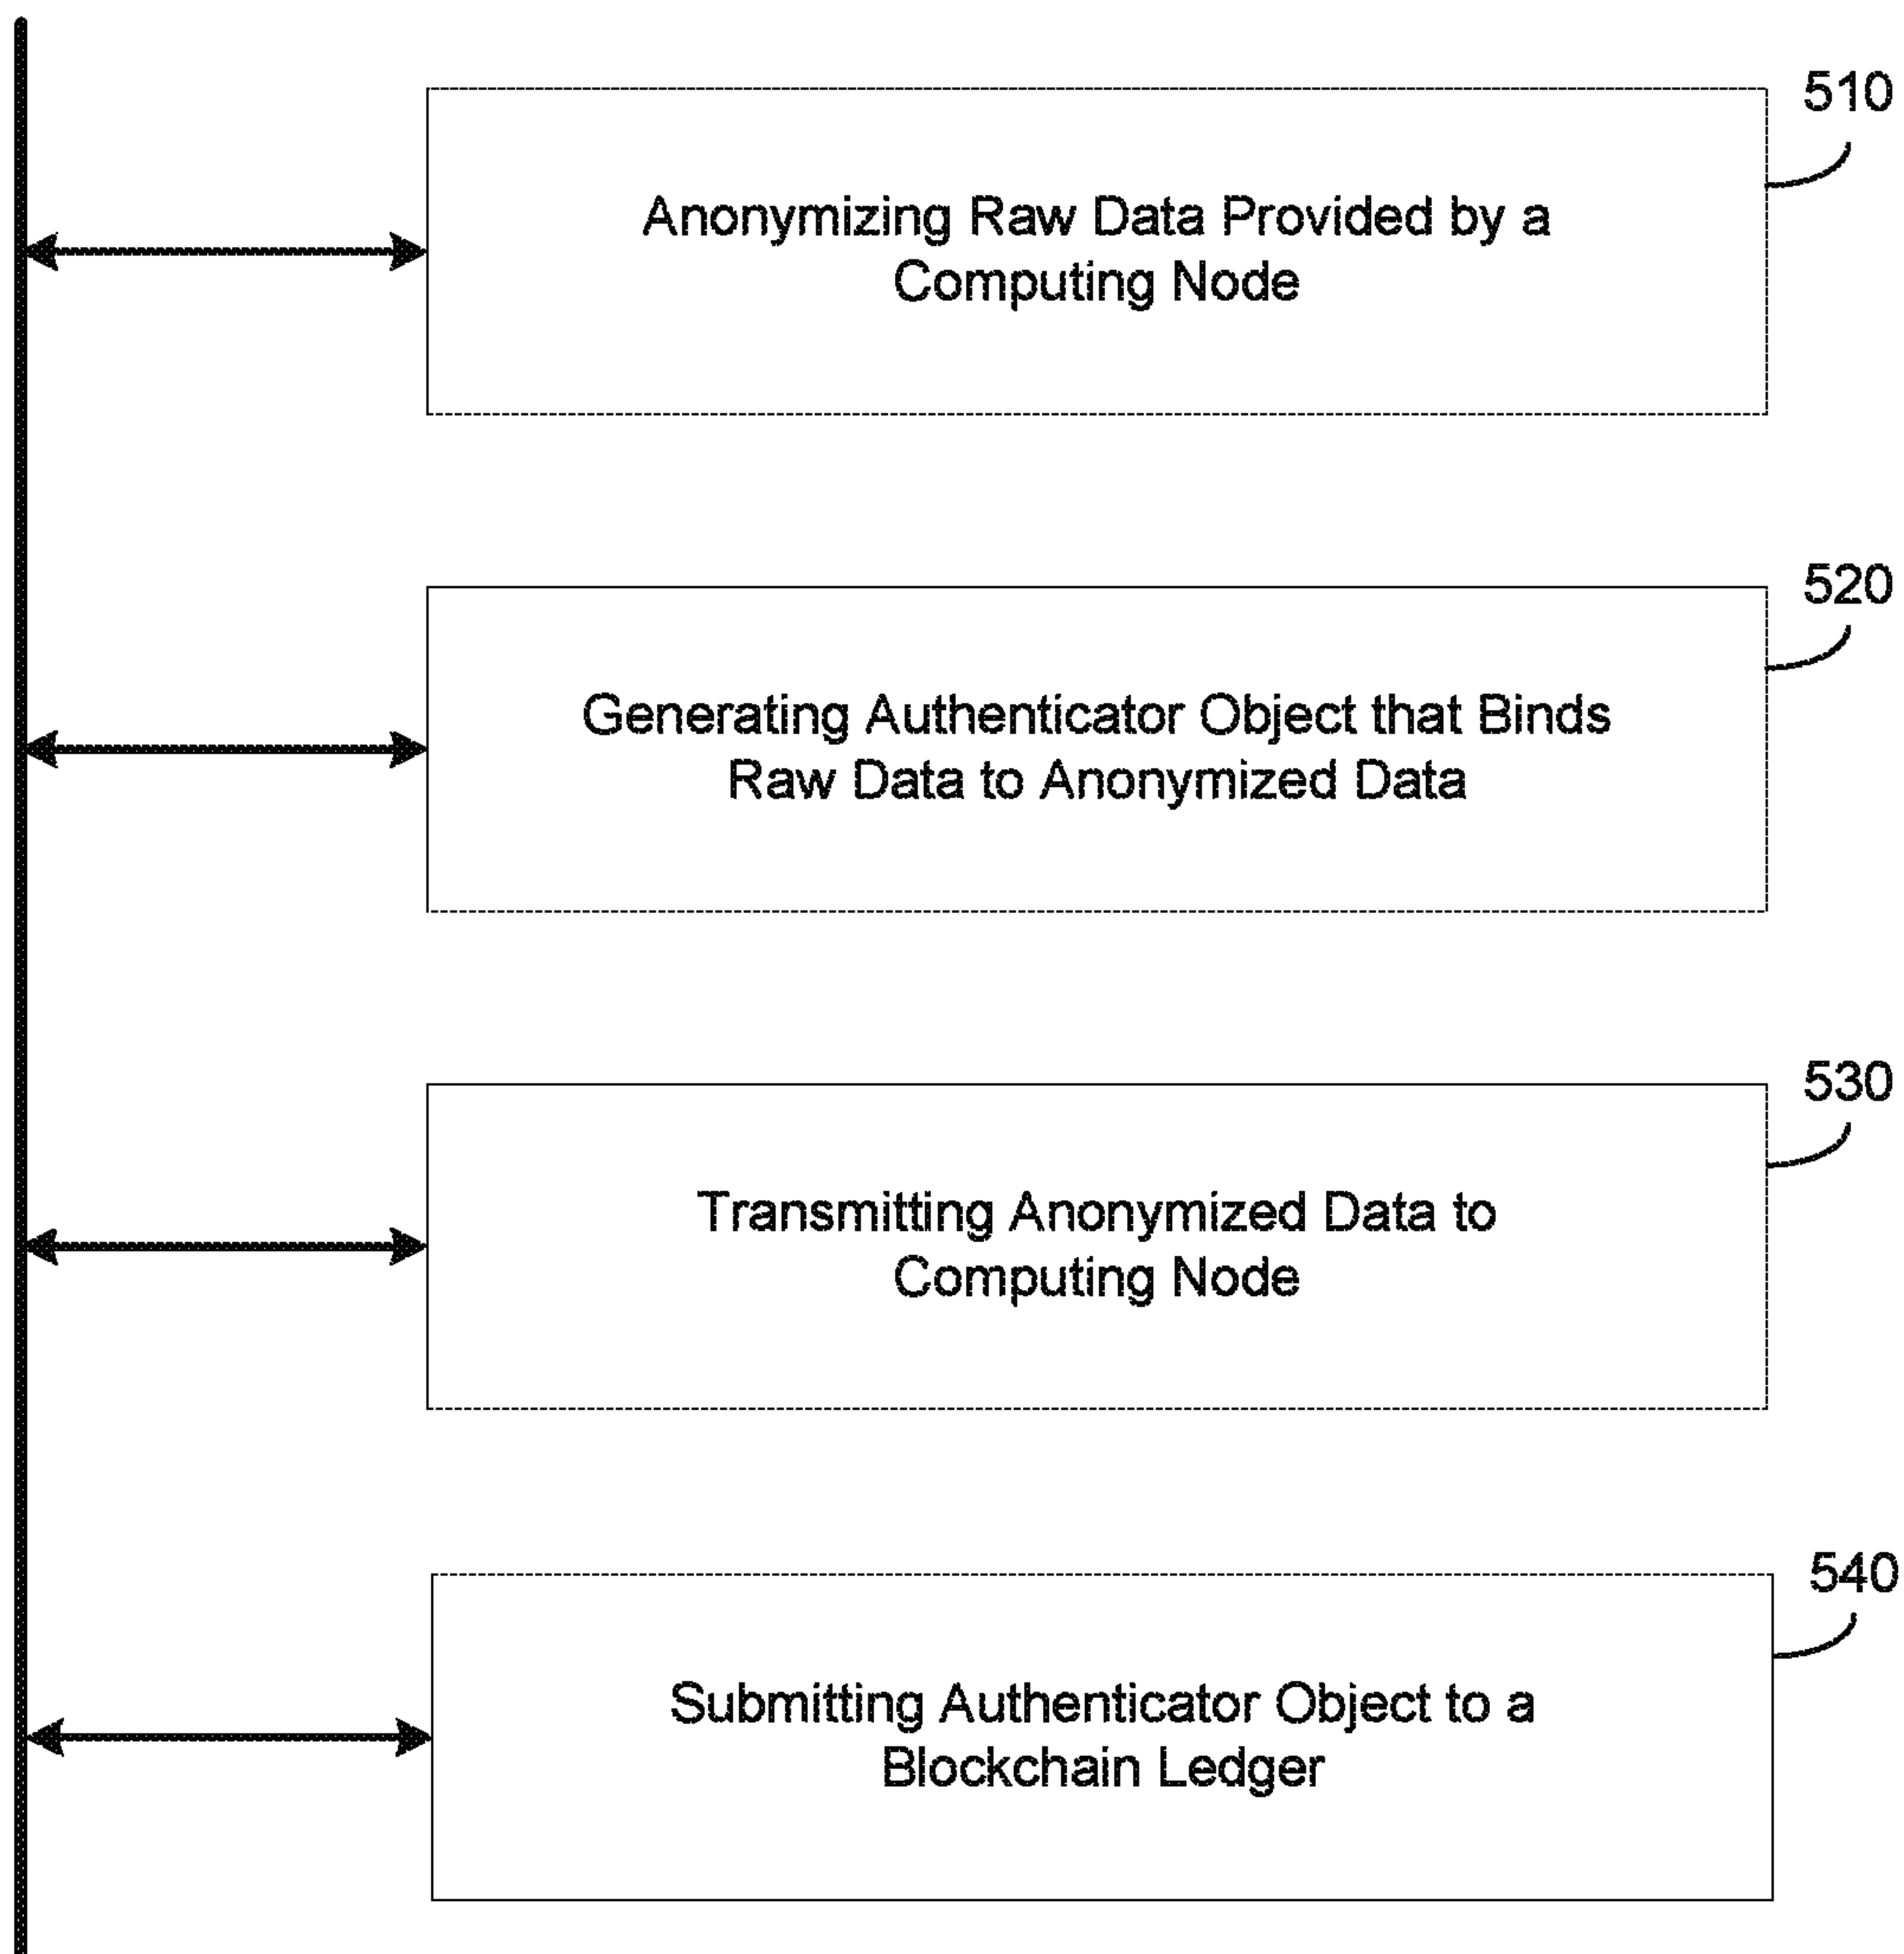 510
Anonymizing Raw Data Provided by a
Computing Node
520
Generating Authenticator Object that Binds
Raw Data to Anonymized Data
530
Transmitting Anonymized Data to
Computing Node
540
Submitting Authenticator Object to a
Blockchain Ledger